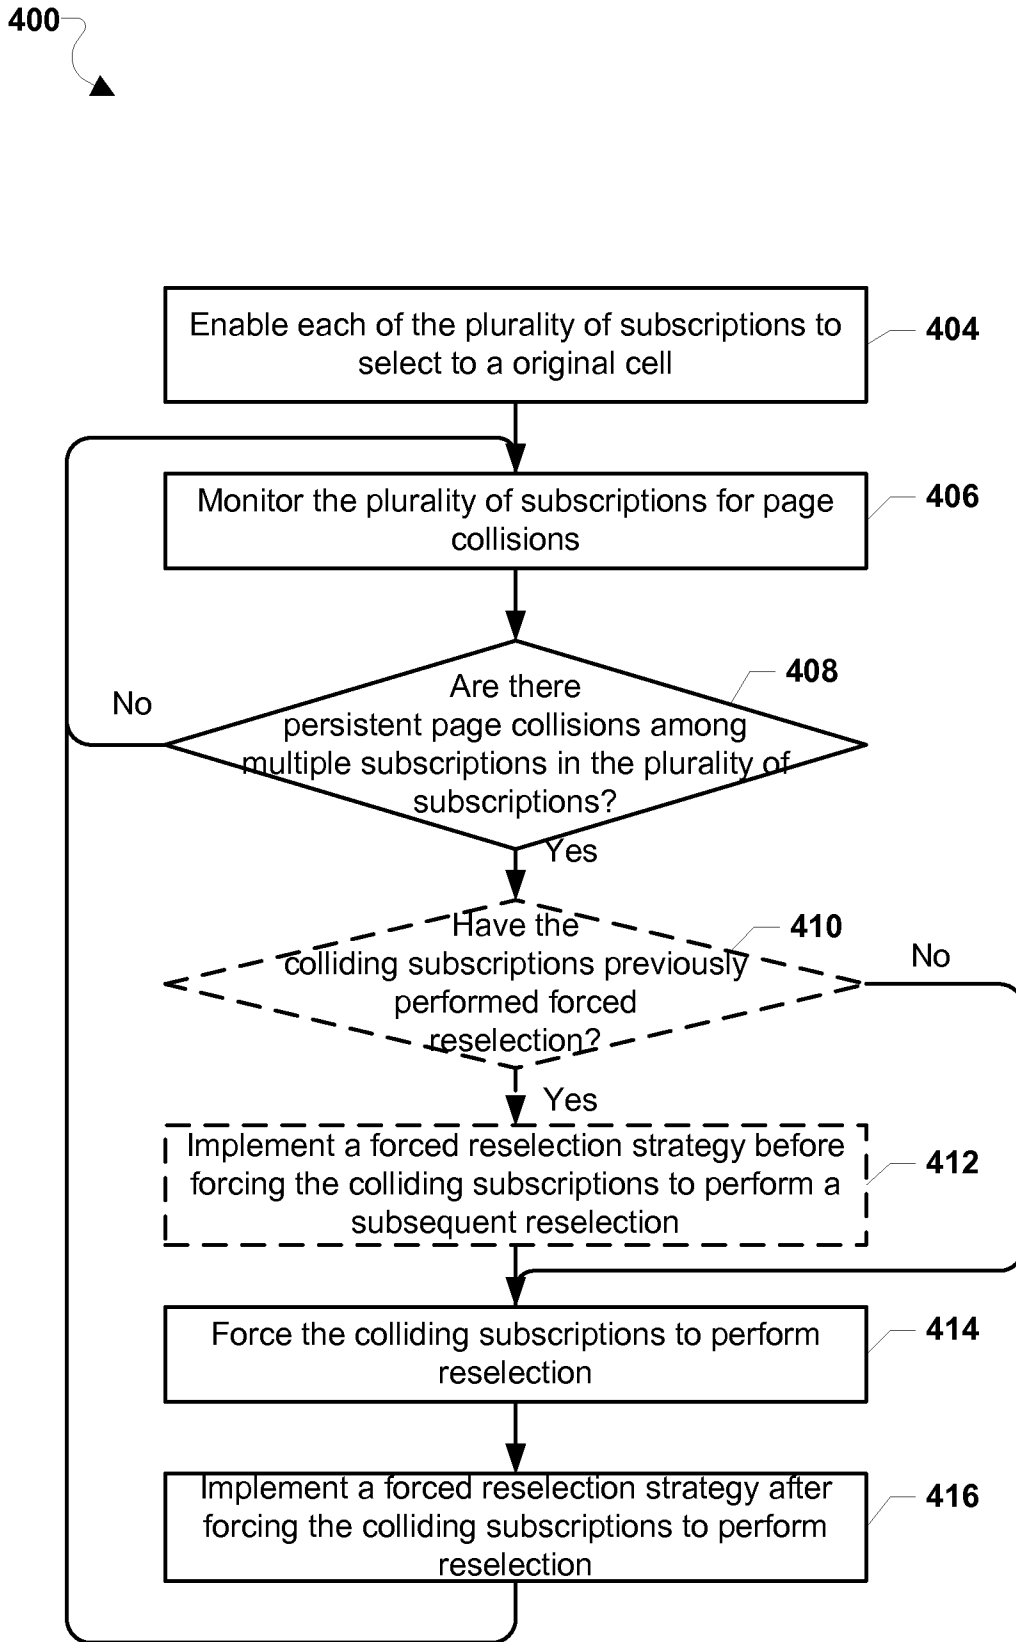 400
Enable each of the plurality of subscriptions to
select to a original cell
404
Monitor the plurality of subscriptions for page
collisions
406
Are there
persistent page collisions among
multiple subscriptions in the plurality of
subscriptions?
408
No
Yes
Have the
colliding subscriptions previously
performed forced
reselection?
410
No
Yes
Implement a forced reselection strategy before
forcing the colliding subscriptions to perform a
subsequent reselection
412
Force the colliding subscriptions to perform
reselection
414
Implement a forced reselection strategy after
forcing the colliding subscriptions to perform
reselection
416